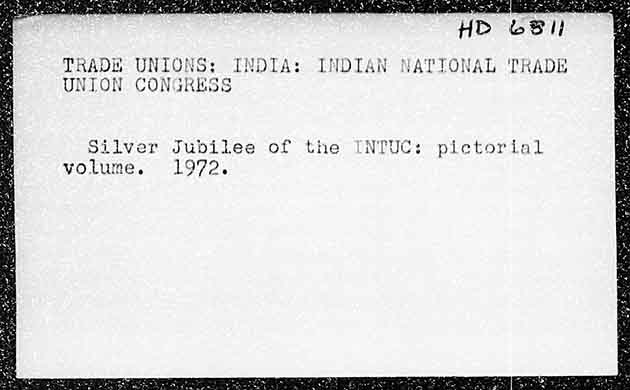 HD 6811
TRADE UNIONS: INDIA: INDIAN NATIONAL TRADE
UNION CONGRESS
Silver Jubilee of the INTUC: pictorial
volume. 1972.